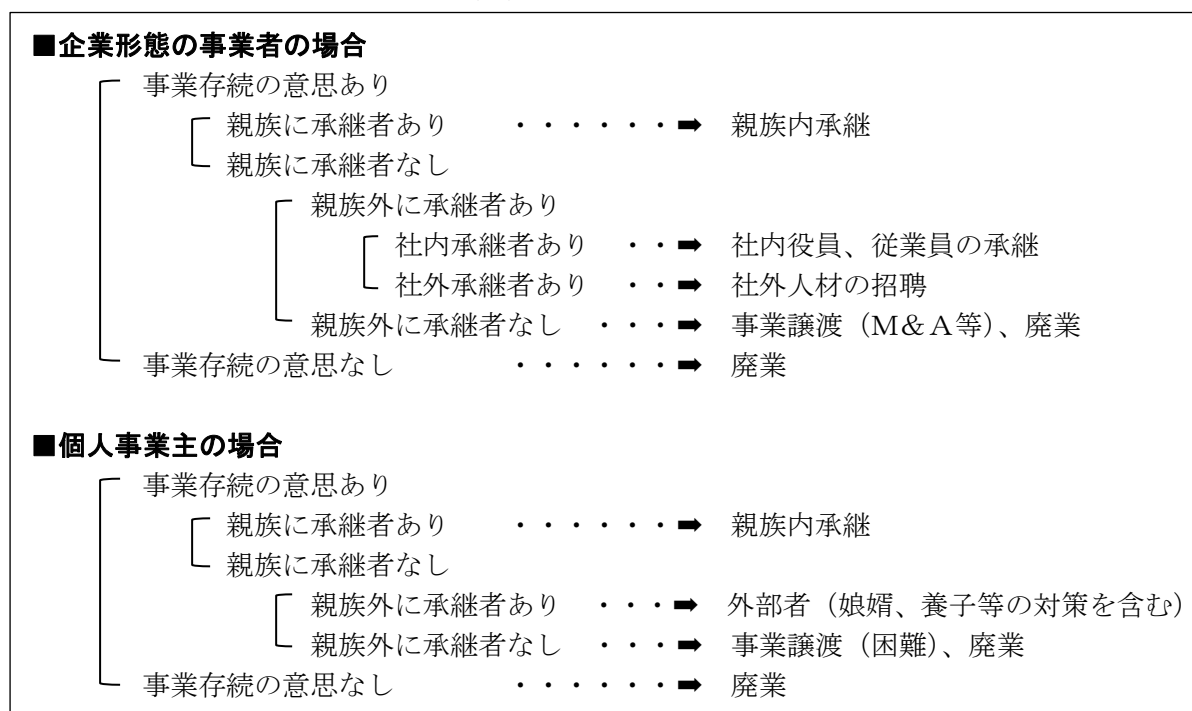 ■企業形態の事業者の場合
事業存続の意思あり
親族に承継者あり ・・・・・・➡ 親族内承継
親族に承継者なし
親族外に承継者あり
社内承継者あり ・・➡ 社内役員、従業員の承継
社外承継者あり ・・➡ 社外人材の招聘
親族外に承継者なし ・・・➡ 事業譲渡（M＆A等）、廃業
事業存続の意思なし ・・・・・・➡ 廃業
■個人事業主の場合
事業存続の意思あり
親族に承継者あり ・・・・・・➡ 親族内承継
親族に承継者なし
親族外に承継者あり ・・・➡ 外部者（娘婿、養子等の対策を含む）
親族外に承継者なし ・・・➡ 事業譲渡（困難）、廃業
事業存続の意思なし ・・・・・・➡ 廃業